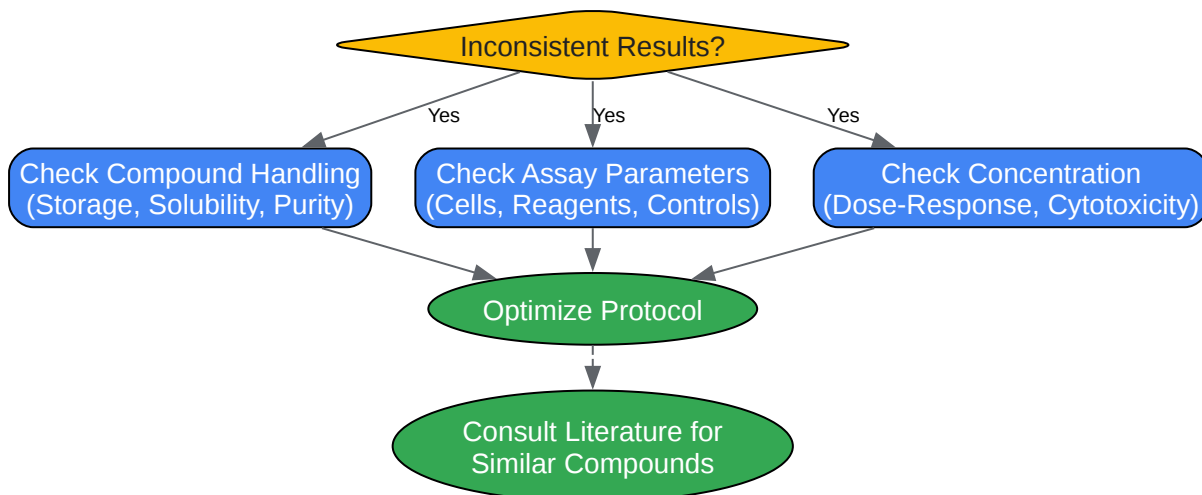 Inconsistent Results?
Yes
Yes
Yes
Check Compound Handling
(Storage, Solubility, Purity)
Check Assay Parameters
(Cells, Reagents, Controls)
Check Concentration
(Dose-Response, Cytotoxicity)
Optimize Protocol
Consult Literature for
Similar Compounds